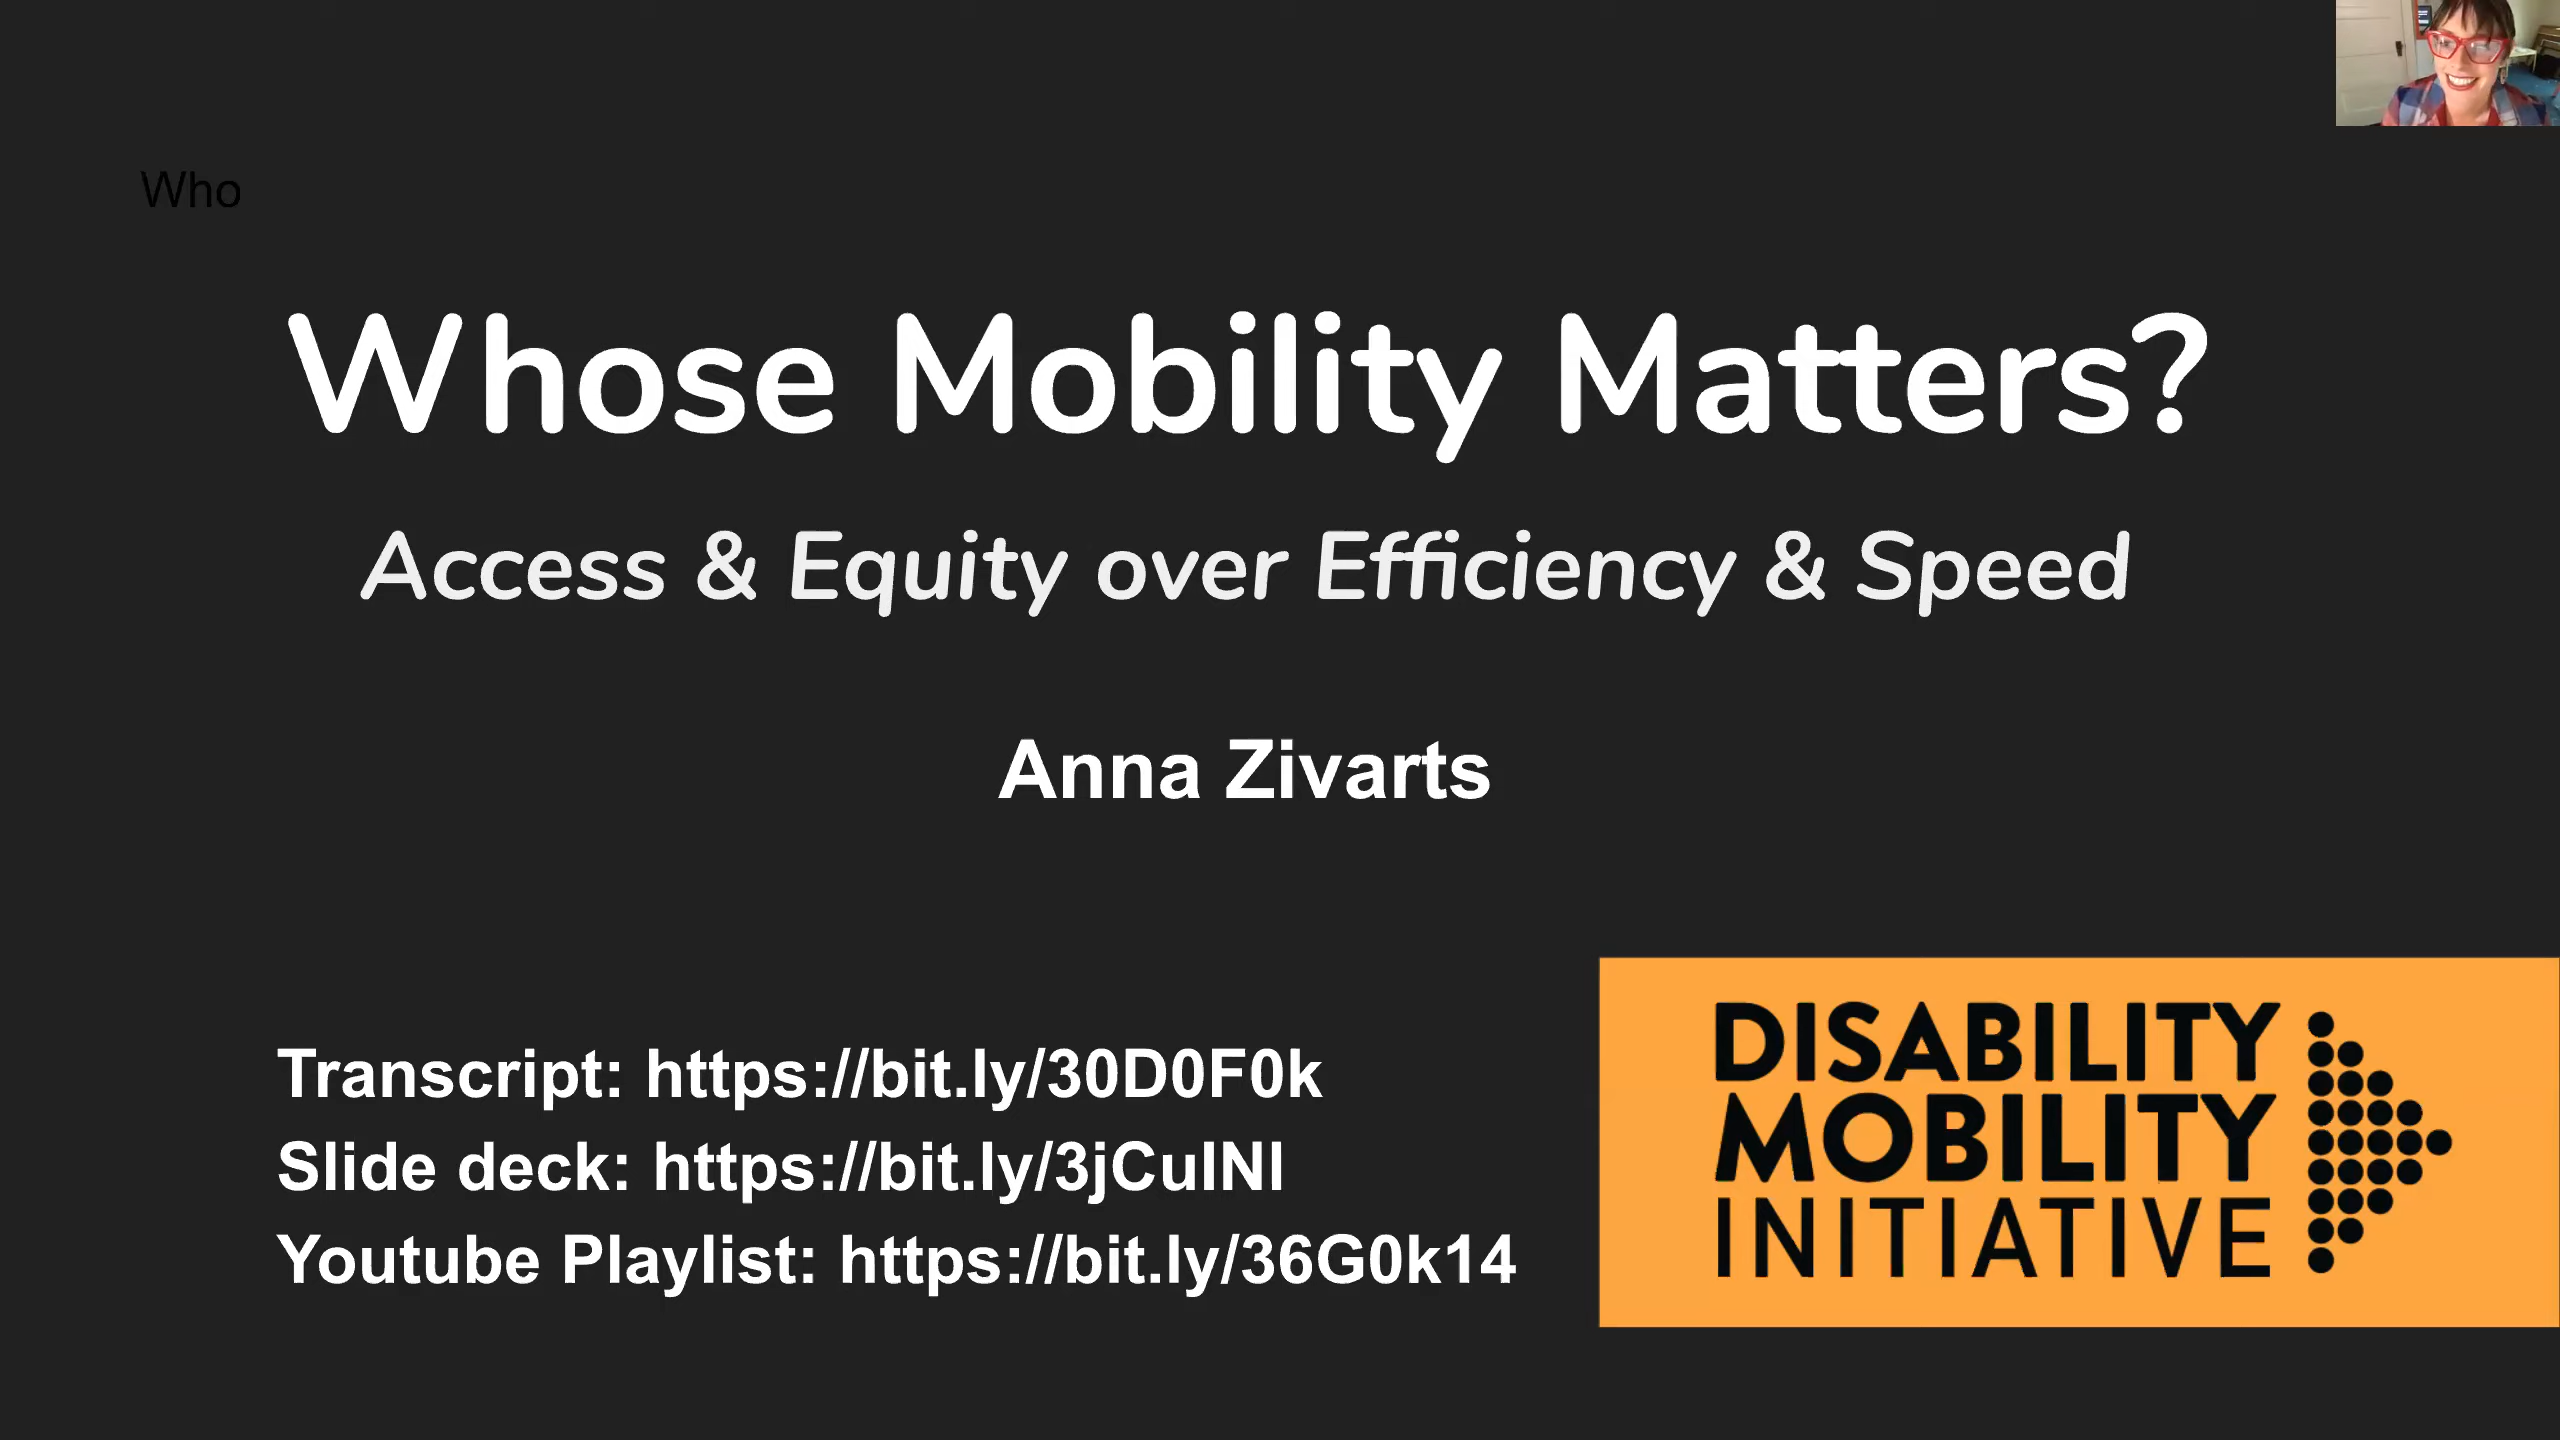 Who
Whose Mobility Matters?
Access & Equity over Efficiency & Speed
Anna Zivarts
Transcript: https://bit.ly/30D0F0k
Slide deck: https://bit.ly/3jCuINI
Youtube Playlist: https://bit.ly/36G0k14
DISABILITY
MOBILITY
INITIATIVE